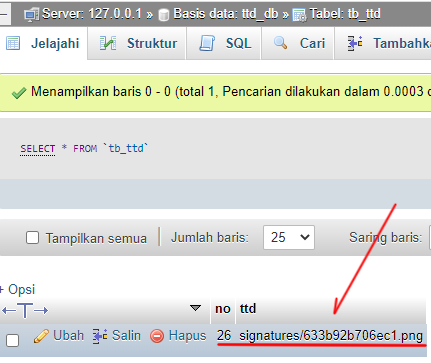 Server: 127.0.0.1 » Basis data: ttd_db » Tabel: tb_ttd
Jelajahi Struktur SQL Cari Tambahka
Menampilkan baris 0 - 0 (total 1, Pencarian dilakukan dalam 0.0003 d
SELECT * FROM `tb_ttd`
Tampilkan semua | Jumlah baris: 25 Saring baris:
+ Opsi
←T→ no ttd
Ubah Salin Hapus 26 signatures/633b92b706ec1.png